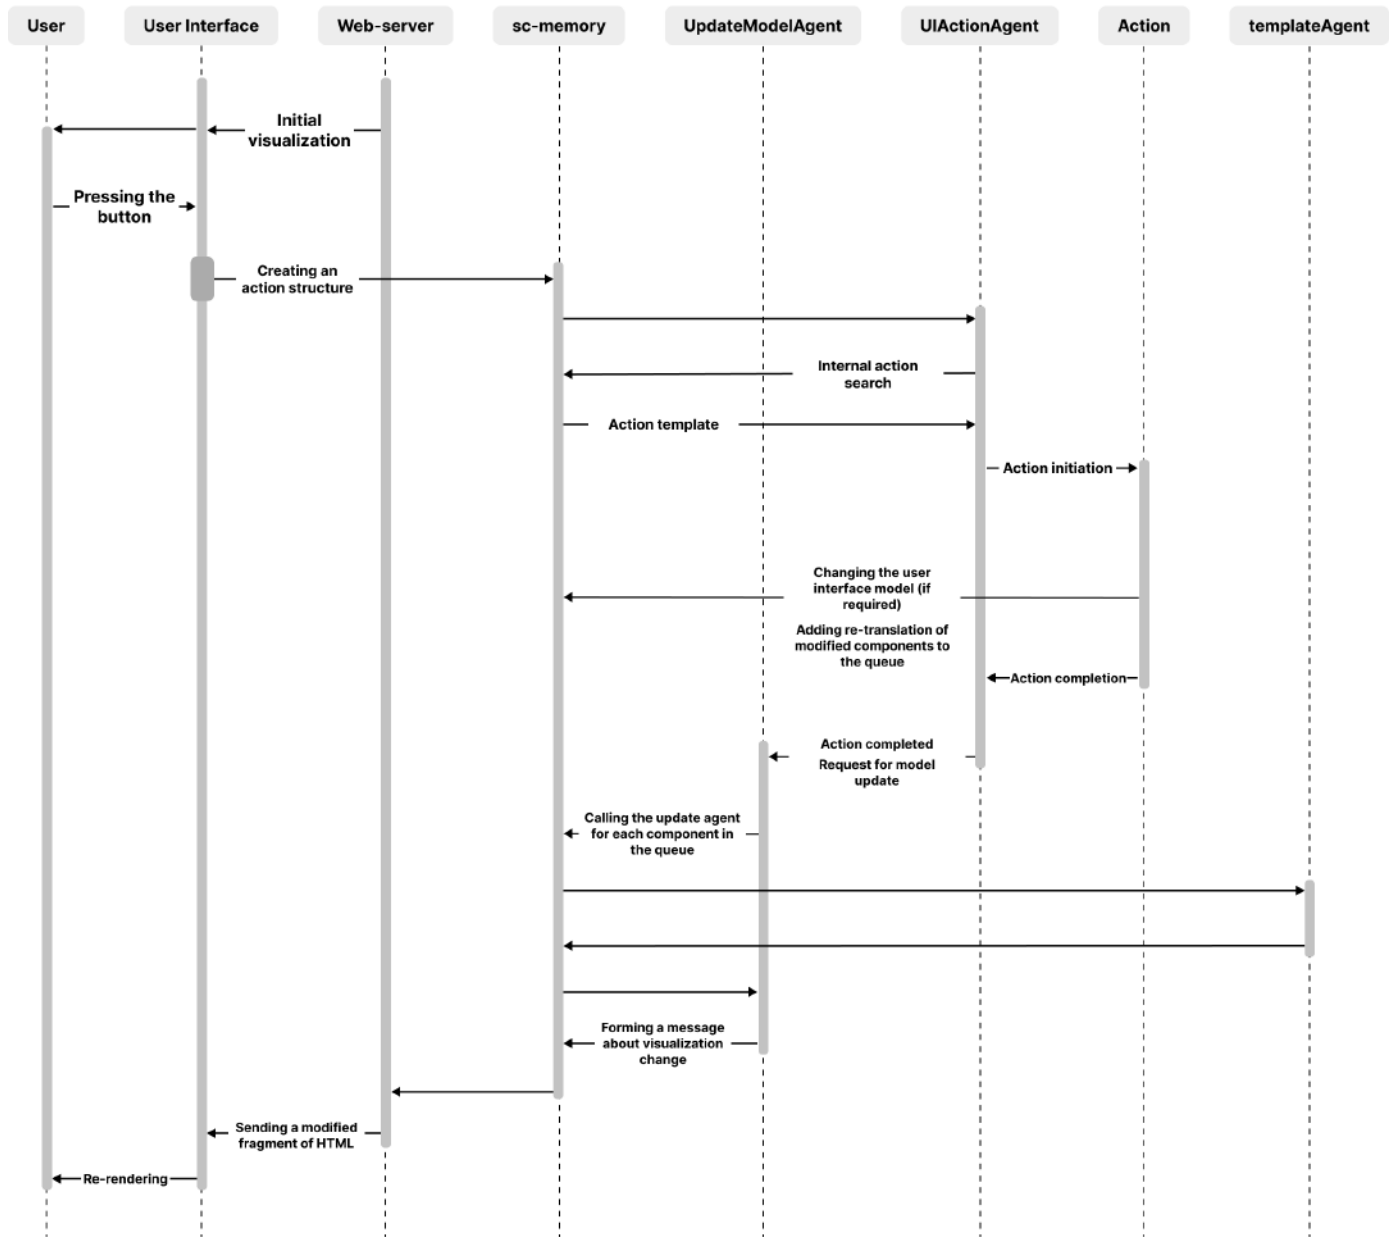 User
User Interface
Web-server
sc-memory
UpdateModelAgent
UIActionAgent
Action
templateAgent
Initial
visualization
Pressing the
button
Creating an
action structure
Internal action
search
Action template
Action initiation
Changing the user
interface model (if
required)
Adding re-translation of
modified components to
the queue
Action completion
Action completed
Request for model
update
Calling the update agent
for each component in
the queue
Forming a message
about visualization
change
Sending a modified
fragment of HTML
Re-rendering